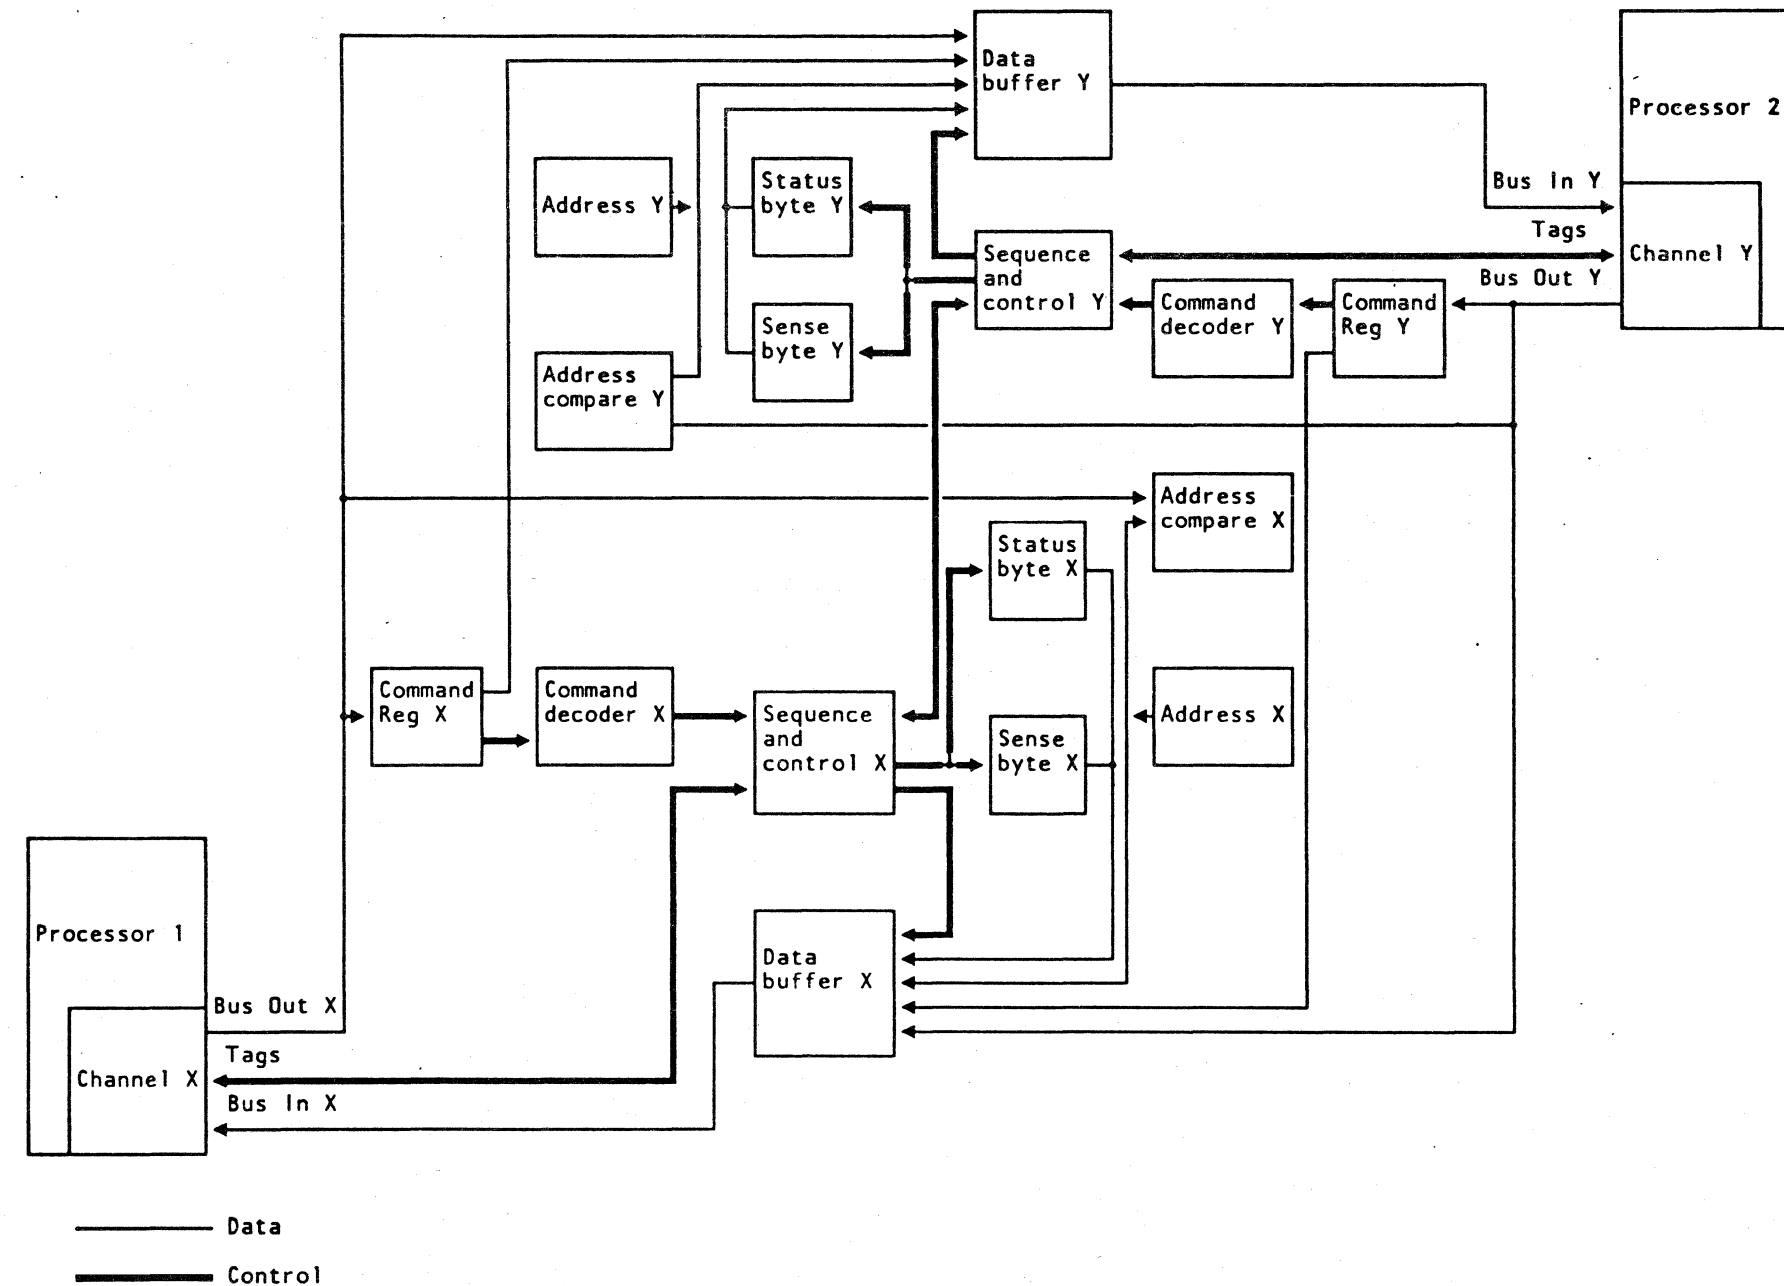 Data
buffer Y
Processor 2
Address Y
Status
byte Y
Bus In Y
Tags
Channel Y
Sequence
and
control Y
Bus Out Y
Command
decoder Y
Command
Reg Y
Sense
byte Y
Address
compare Y
Address
compare X
Status
byte X
Command
Reg X
Command
decoder X
Sequence
and
control X
Sense
byte X
Address X
Processor 1
Data
buffer X
Bus Out X
Tags
Channel X
Bus In X
Data
Control